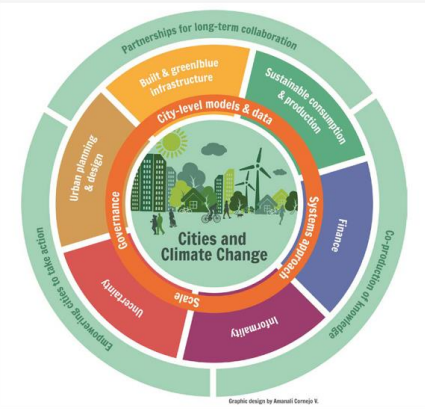 Partnerships for long-term collaboration
Built & green/blue
infrastructure
Sustainable consumption
& production
City-level models & data
Urban planning
& design
Governance
Systems approach
Finance
Cities and
Climate Change
Scale
Uncertainty
Informality
Empowering cities to take action
Co-production of knowledge
Graphic design by Amanali Cornejo V.